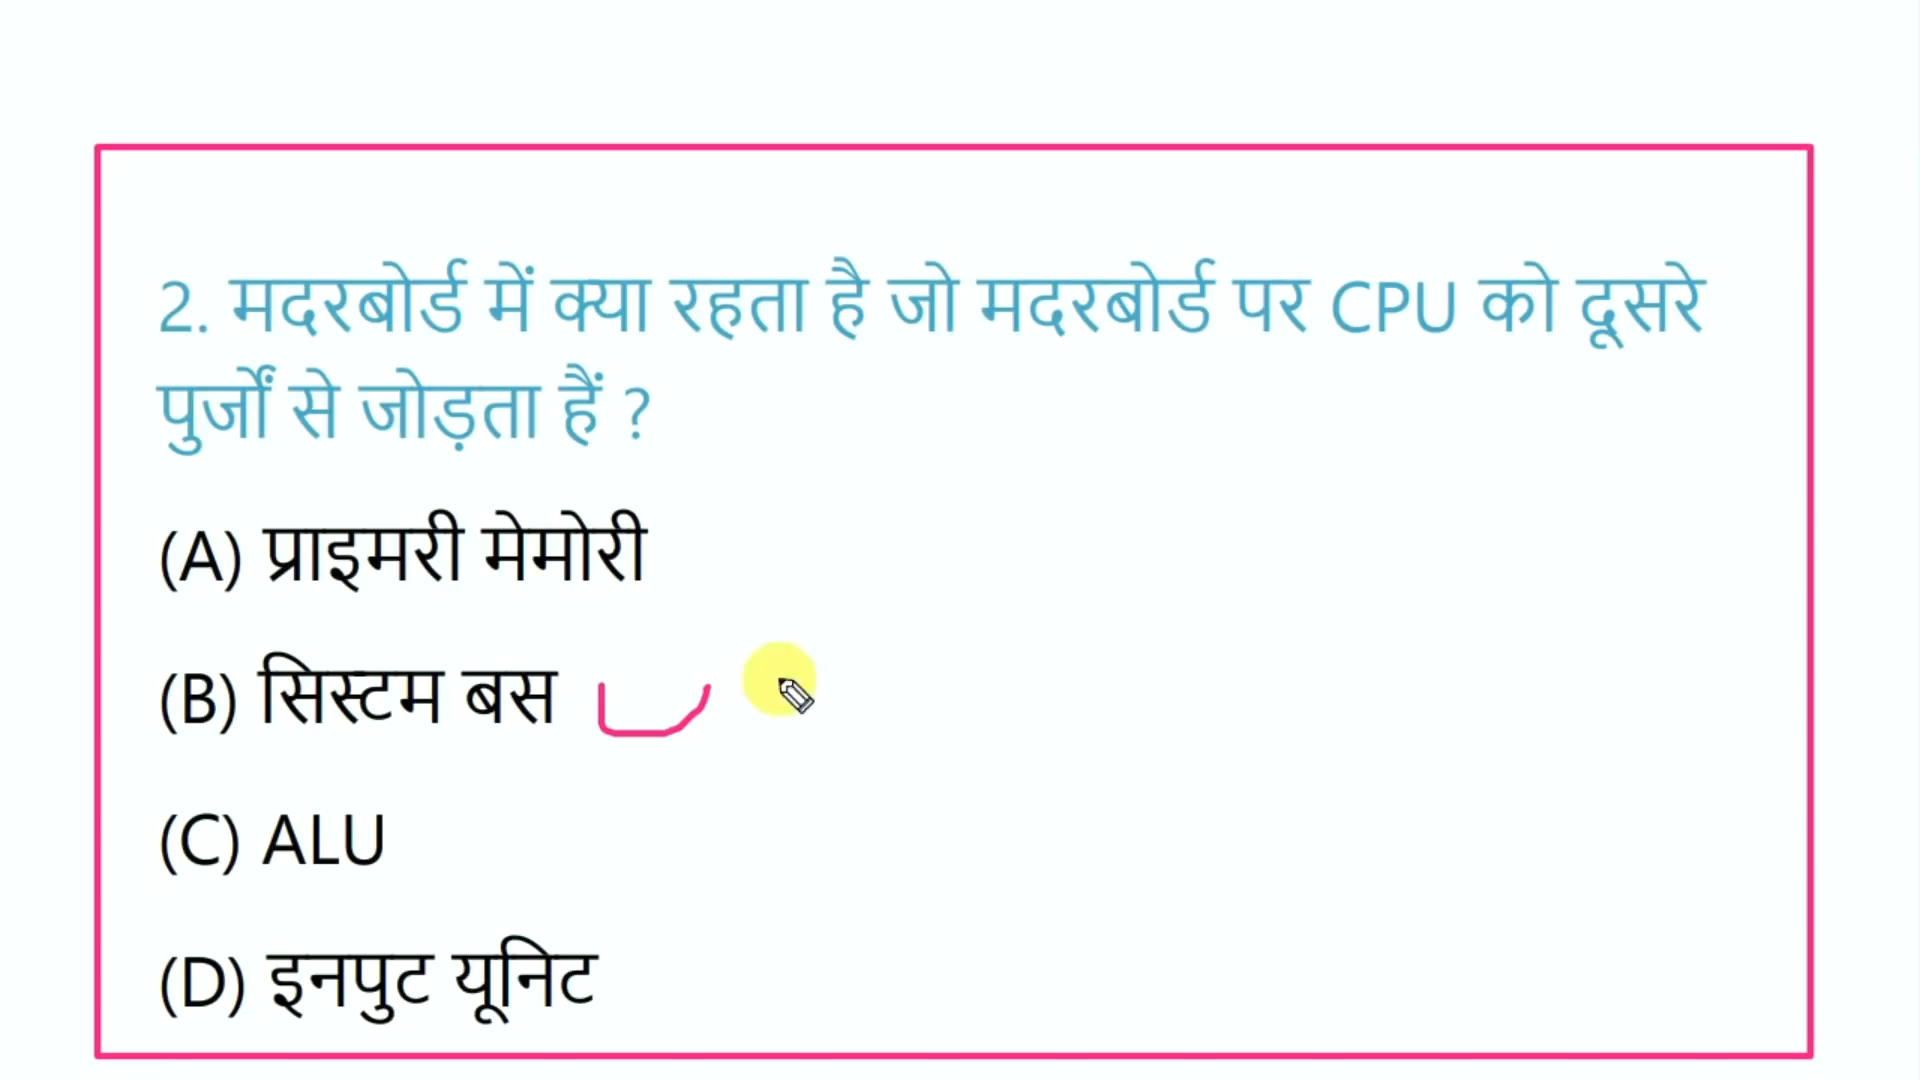 2. मदरबोर्ड में क्या रहता है जो मदरबोर्ड पर CPU को दूसरे
पुर्जों से जोड़ता हैं ?
(A) प्राइमरी मेमोरी
(B) सिस्टम बस
(C) ALU
(D) इनपुट यूनिट